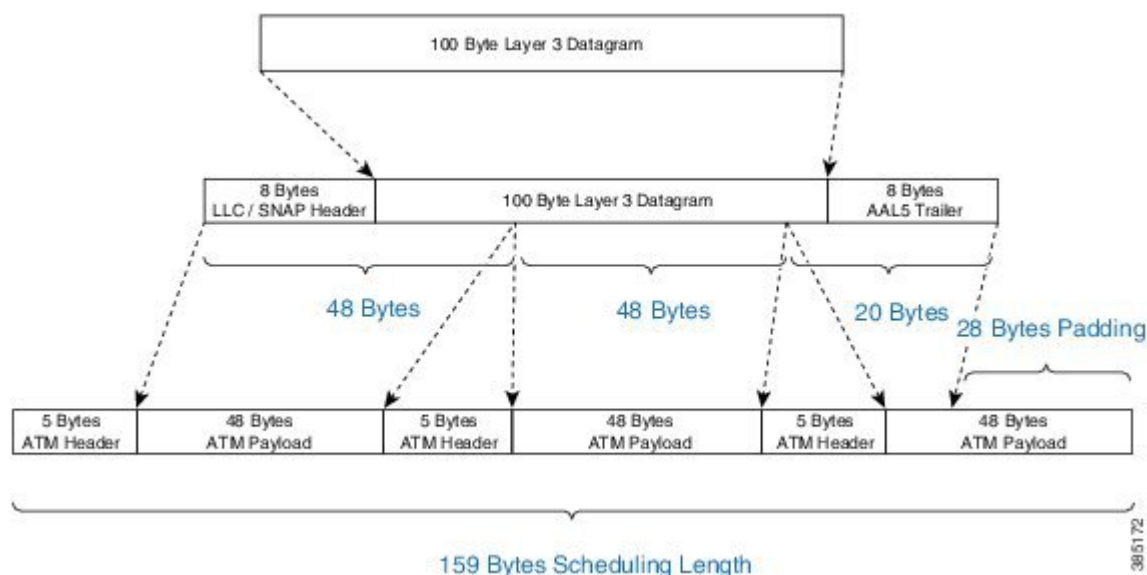 100 Byte Layer 3 Datagram
8 Bytes
LLC / SNAP Header
100 Byte Layer 3 Datagram
8 Bytes
AAL5 Trailer
48 Bytes
48 Bytes
20 Bytes
28 Bytes Padding
5 Bytes
ATM Header
48 Bytes
ATM Payload
5 Bytes
ATM Header
48 Bytes
ATM Payload
5 Bytes
ATM Header
48 Bytes
ATM Payload
159 Bytes Scheduling Length
385172